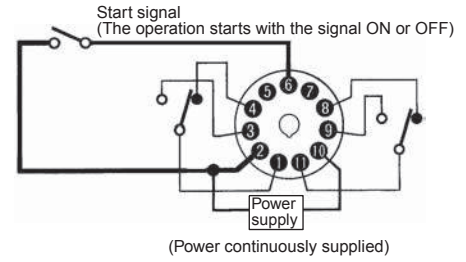 Start signal
(The operation starts with the signal ON or OFF)
6
5 7
4 8
3 9
2 10
1 11
Power
supply
(Power continuously supplied)